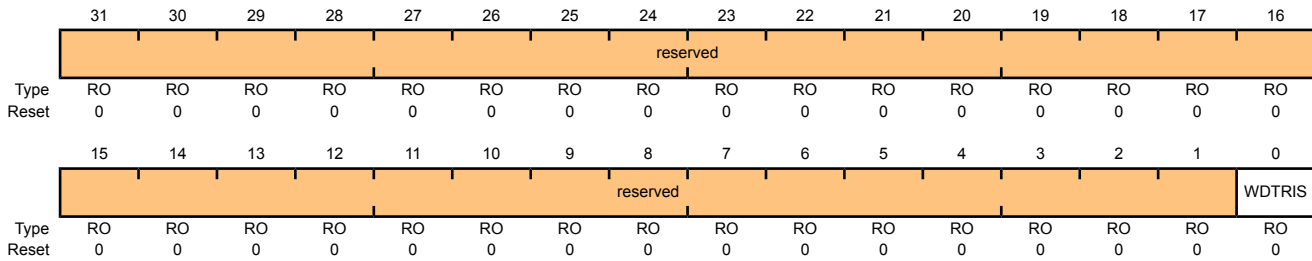 31 30 29 28 27 26 25 24 23 22 21 20 19 18 17 16
reserved
Type RO RO RO RO RO RO RO RO RO RO RO RO RO RO RO RO
Reset 0 0 0 0 0 0 0 0 0 0 0 0 0 0 0 0
15 14 13 12 11 10 9 8 7 6 5 4 3 2 1 0
reserved WDTRIS
Type RO RO RO RO RO RO RO RO RO RO RO RO RO RO RO RO
Reset 0 0 0 0 0 0 0 0 0 0 0 0 0 0 0 0